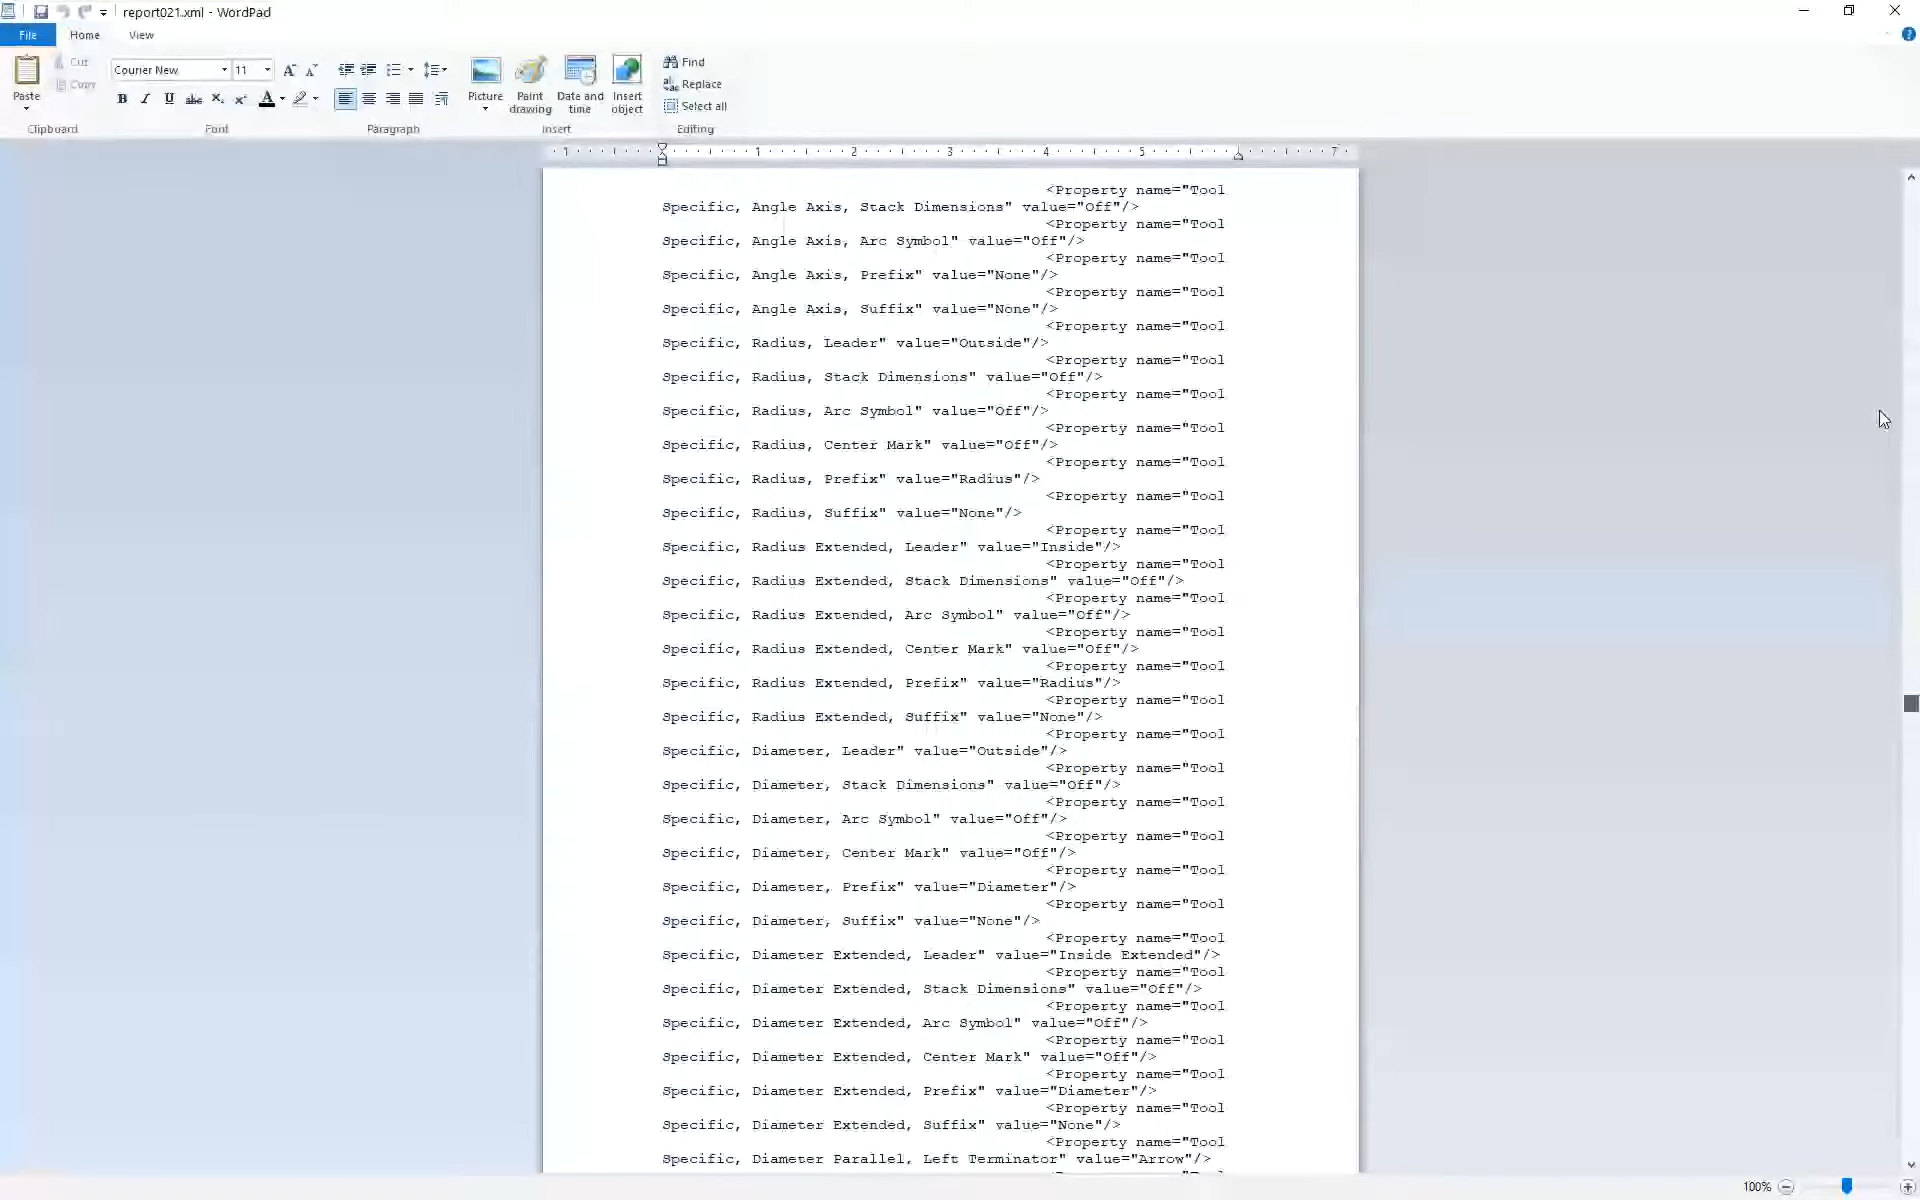 report021.xml - WordPad
File Home View
Paste
Cut
Copy
Clipboard
Courier New 11
Font
Paragraph
Picture
Paint drawing
Date and time
Insert object
Insert
Find
Replace
Select all
Editing
1 1 2 3 4 5 7
<Property name="Tool
Specific, Angle Axis, Stack Dimensions" value="Off"/>
<Property name="Tool
Specific, Angle Axis, Arc Symbol" value="Off"/>
<Property name="Tool
Specific, Angle Axis, Prefix" value="None"/>
<Property name="Tool
Specific, Angle Axis, Suffix" value="None"/>
<Property name="Tool
Specific, Radius, Leader" value="Outside"/>
<Property name="Tool
Specific, Radius, Stack Dimensions" value="Off"/>
<Property name="Tool
Specific, Radius, Arc Symbol" value="Off"/>
<Property name="Tool
Specific, Radius, Center Mark" value="Off"/>
<Property name="Tool
Specific, Radius, Prefix" value="Radius"/>
<Property name="Tool
Specific, Radius, Suffix" value="None"/>
<Property name="Tool
Specific, Radius Extended, Leader" value="Inside"/>
<Property name="Tool
Specific, Radius Extended, Stack Dimensions" value="Off"/>
<Property name="Tool
Specific, Radius Extended, Arc Symbol" value="Off"/>
<Property name="Tool
Specific, Radius Extended, Center Mark" value="Off"/>
<Property name="Tool
Specific, Radius Extended, Prefix" value="Radius"/>
<Property name="Tool
Specific, Radius Extended, Suffix" value="None"/>
<Property name="Tool
Specific, Diameter, Leader" value="Outside"/>
<Property name="Tool
Specific, Diameter, Stack Dimensions" value="Off"/>
<Property name="Tool
Specific, Diameter, Arc Symbol" value="Off"/>
<Property name="Tool
Specific, Diameter, Center Mark" value="Off"/>
<Property name="Tool
Specific, Diameter, Prefix" value="Diameter"/>
<Property name="Tool
Specific, Diameter, Suffix" value="None"/>
<Property name="Tool
Specific, Diameter Extended, Leader" value="Inside Extended"/>
<Property name="Tool
Specific, Diameter Extended, Stack Dimensions" value="Off"/>
<Property name="Tool
Specific, Diameter Extended, Arc Symbol" value="Off"/>
<Property name="Tool
Specific, Diameter Extended, Center Mark" value="Off"/>
<Property name="Tool
Specific, Diameter Extended, Prefix" value="Diameter"/>
<Property name="Tool
Specific, Diameter Extended, Suffix" value="None"/>
<Property name="Tool
Specific, Diameter Parallel, Left Terminator" value="Arrow"/>
100%